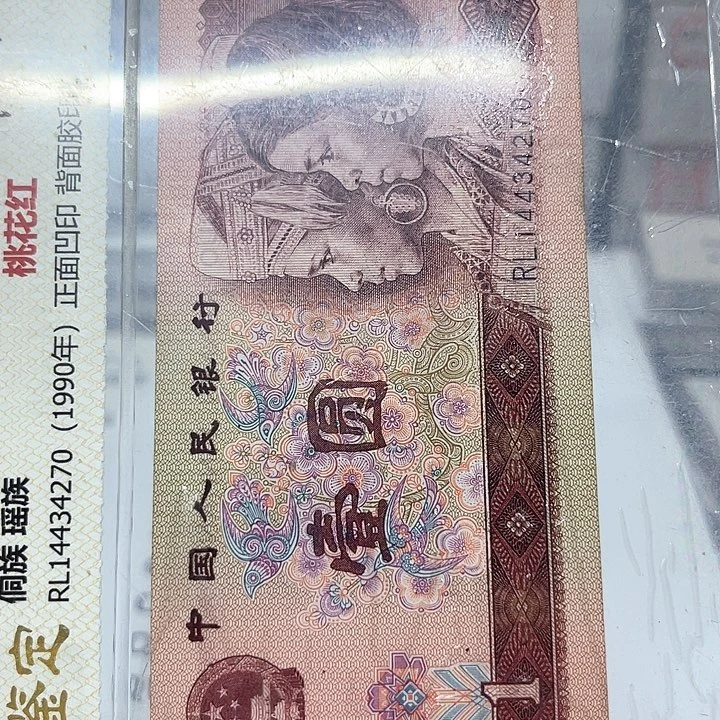 桃花红
侗族 瑶族
RL14434270（1990年）正面凹印 背面胶印
鉴定
中国人民银行
壹圆
RL14434270
1